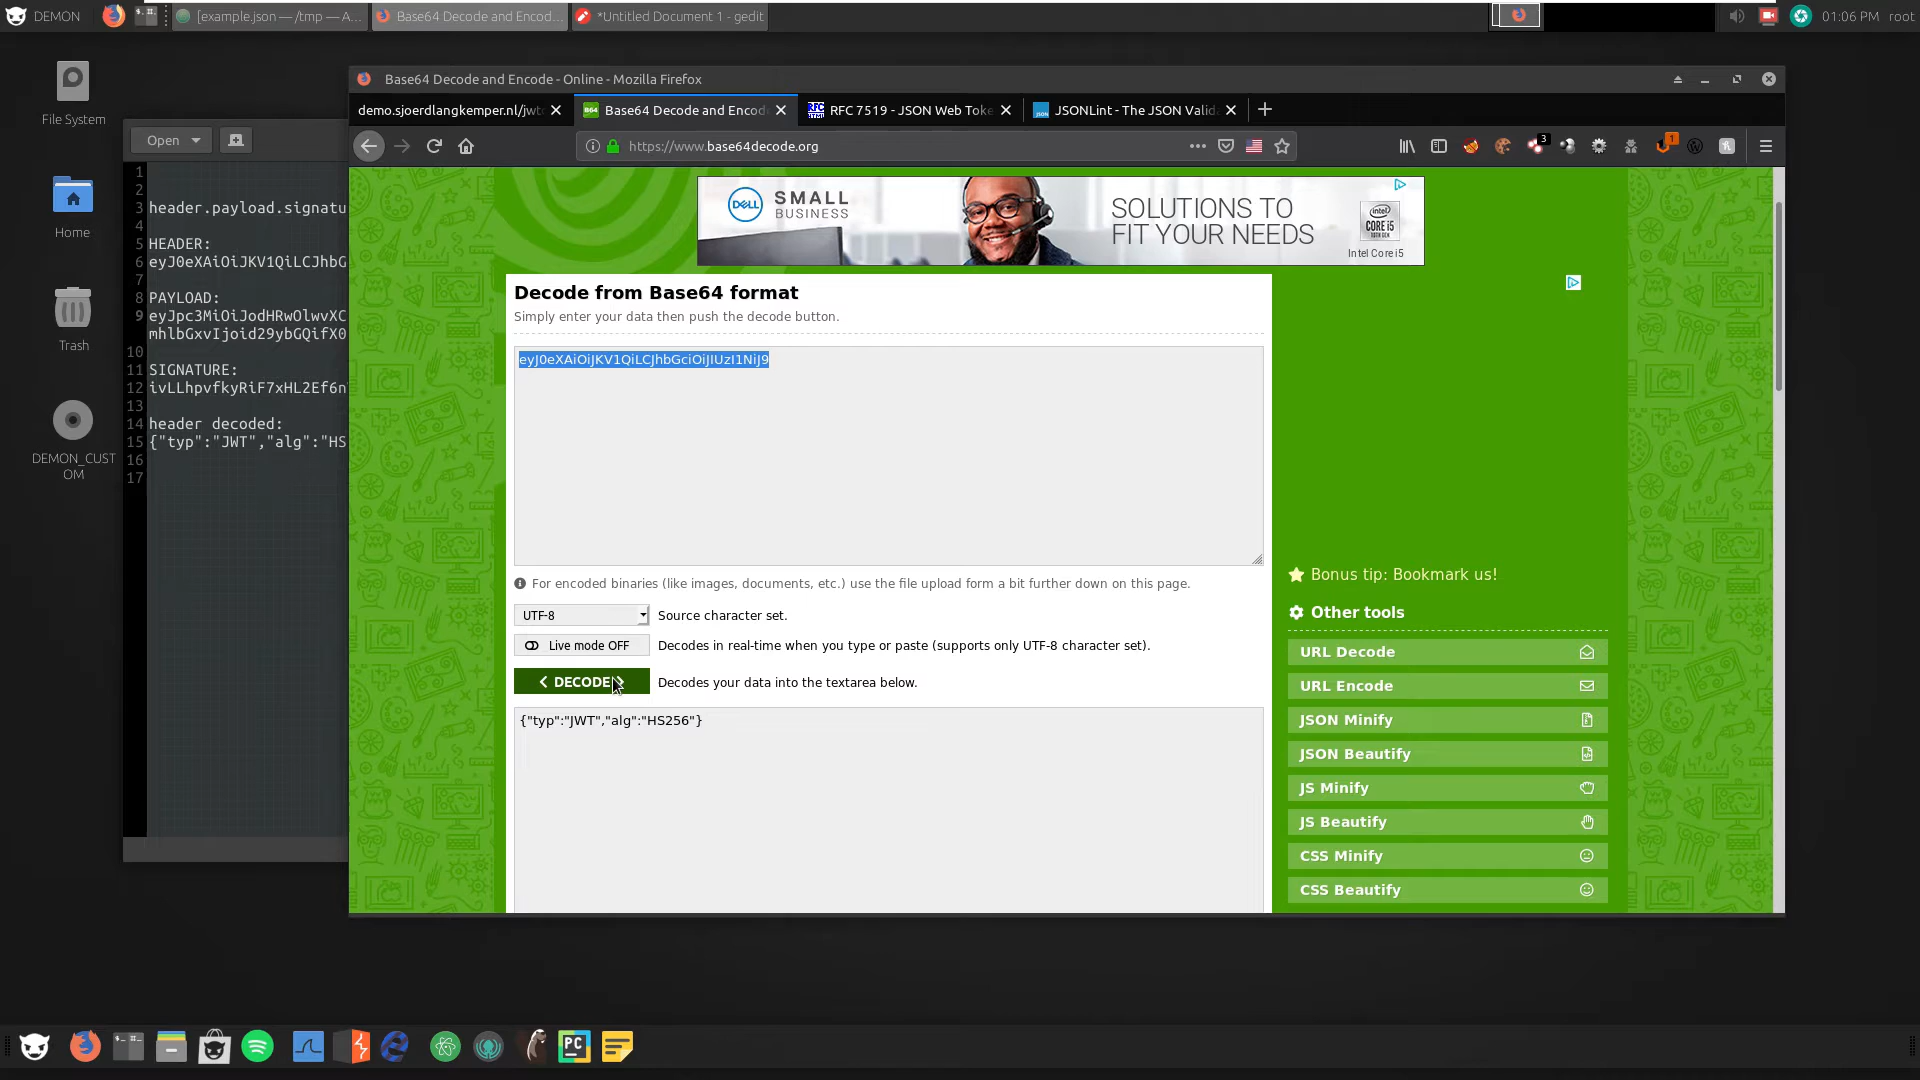 DEMON
[example.json — /tmp — A...
Base64 Decode and Encod...
*Untitled Document 1 - gedit
01:06 PM
root
File System
Home
Trash
DEMON_CUST
OM
Open
1
2
3 header.payload.signatu
4
5 HEADER:
6 eyJ0eXAiOiJKV1QiLCJhbG
7
8 PAYLOAD:
9 eyJpc3MiOiJodHRwOlwvXC
mhlbGxvIjoid29ybGQifX0
10
11 SIGNATURE:
12 ivLLhpvfkyRiF7xHL2Ef6n
13
14 header decoded:
15 {"typ":"JWT","alg":"HS
16
17
Base64 Decode and Encode - Online - Mozilla Firefox
demo.sjoerdlangkemper.nl/jwt
B64
Base64 Decode and Encod
RFC
RFC 7519 - JSON Web Toke
JSONLint - The JSON Valid
https://www.base64decode.org
3
1
DELL
SMALL
BUSINESS
SOLUTIONS TO
FIT YOUR NEEDS
intel
CORE i5
Intel Core i5
Decode from Base64 format
Simply enter your data then push the decode button.
eyJ0eXAiOiJKV1QiLCJhbGciOiJIUzI1NiJ9
For encoded binaries (like images, documents, etc.) use the file upload form a bit further down on this page.
UTF-8
Source character set.
Live mode OFF
Decodes in real-time when you type or paste (supports only UTF-8 character set).
< DECODE >
Decodes your data into the textarea below.
{"typ":"JWT","alg":"HS256"}
Bonus tip: Bookmark us!
Other tools
URL Decode
URL Encode
JSON Minify
JSON Beautify
JS Minify
JS Beautify
CSS Minify
CSS Beautify
PC